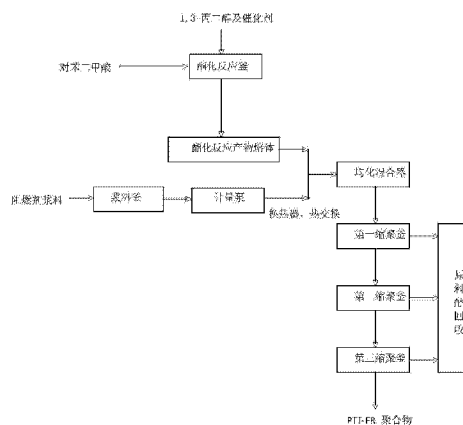 1,3-丙二醇及催化剂
对苯二甲酸
酯化反应釜
酯化反应产物熔体
均化混合器
阻燃剂浆料
浆料釜
计量泵
换热器，热交换
第一缩聚釜
第二缩聚釜
第三缩聚釜
回
收
PTT-FR 聚合物